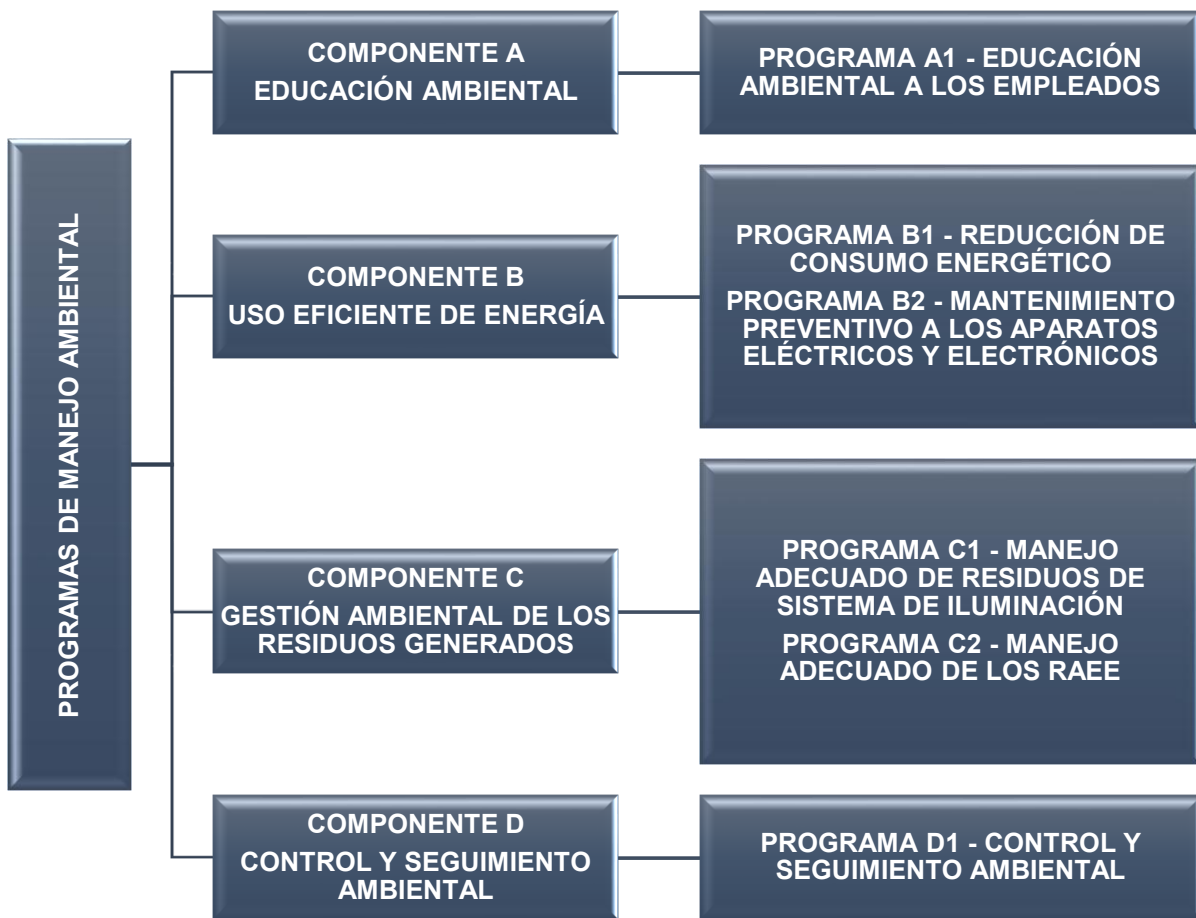 PROGRAMAS DE MANEJO AMBIENTAL
COMPONENTE A
EDUCACIÓN AMBIENTAL
PROGRAMA A1 - EDUCACIÓN
AMBIENTAL A LOS EMPLEADOS
COMPONENTE B
USO EFICIENTE DE ENERGÍA
PROGRAMA B1 - REDUCCIÓN DE
CONSUMO ENERGÉTICO
PROGRAMA B2 - MANTENIMIENTO
PREVENTIVO A LOS APARATOS
ELÉCTRICOS Y ELECTRÓNICOS
COMPONENTE C
GESTIÓN AMBIENTAL DE LOS
RESIDUOS GENERADOS
PROGRAMA C1 - MANEJO
ADECUADO DE RESIDUOS DE
SISTEMA DE ILUMINACIÓN
PROGRAMA C2 - MANEJO
ADECUADO DE LOS RAEE
COMPONENTE D
CONTROL Y SEGUIMIENTO
AMBIENTAL
PROGRAMA D1 - CONTROL Y
SEGUIMIENTO AMBIENTAL